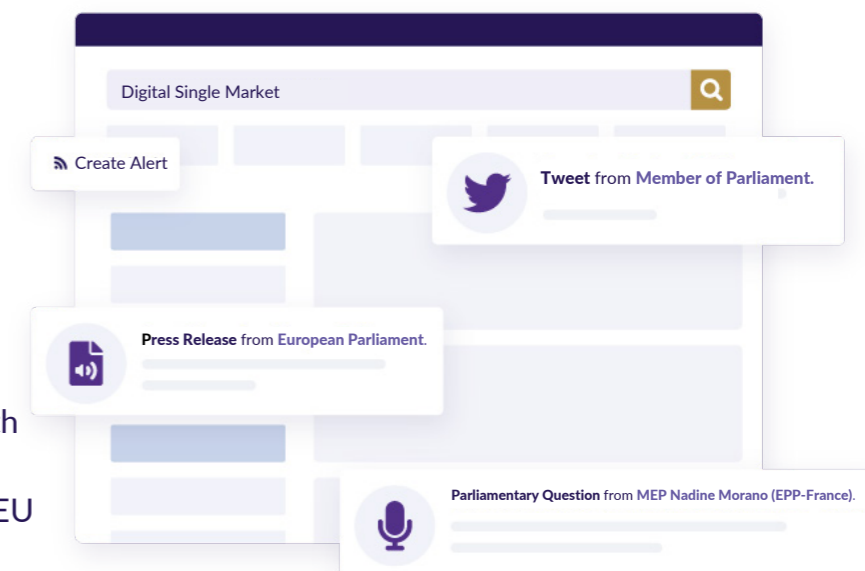 Digital Single Market
Create Alert
Tweet from Member of Parliament.
Press Release from European Parliament.
EU
Parliamentary Question from MEP Nadine Morano (EPP-France).